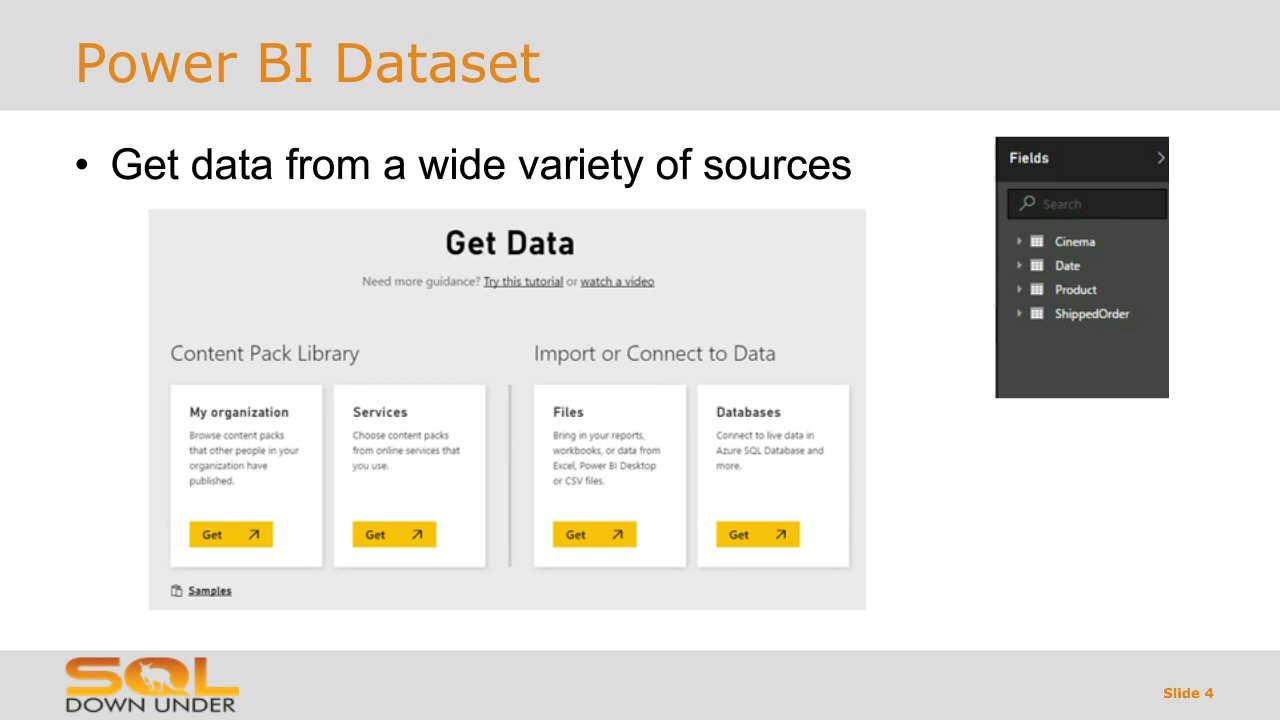 Power BI Dataset
• Get data from a wide variety of sources
Get Data
Need more guidance? Try this tutorial or watch a video
Content Pack Library
My organization
Browse content packs
that other people in your
organization have
published.
Get
Services
Choose content packs
from online services that
you use.
Get
Import or Connect to Data
Files
Bring in your reports,
workbooks, or data from
Excel, Power BI Desktop
or CSV files.
Get
Databases
Connect to live data in
Azure SQL Database and
more.
Get
Samples
Fields
Search
Cinema
Date
Product
ShippedOrder
SQL
DOWN UNDER
Slide 4